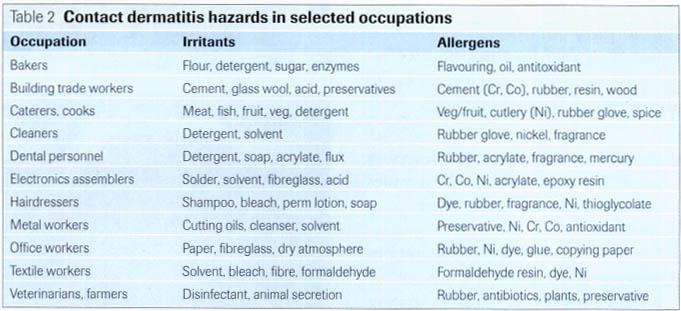 Table 2 Contact dermatitis hazards in selected occupations
Occupation Irritants Allergens
Bakers Flour, detergent, sugar, enzymes Flavouring, oil, antitoxidant
Building trade workers Cement, glass wool, acid, preservatives Cement (Cr, Co), rubber, resin, wood
Caterers, cooks Meat, fish, fruit, veg, detergent Veg/fruit, cutlery (Ni), rubber glove, spice
Cleaners Detergent, solvent Rubber glove, nickel, fragrance
Dental personnel Detergent, soap, acrylate, flux Rubber, acrylate, fragrance, mercury
Electronics assemblers Solder, solvent, fibreglass, acid Cr, Co, Ni, acrylate, epoxy resin
Hairdressers Shampoo, bleach, perm lotion, soap Dye, rubber, fragrance, Ni, thioglycolate
Metal workers Cutting oils, cleanser, solvent Preservative, Ni, Cr, Co, antioxidant
Office workers Paper, fibreglass, dry atmosphere Rubber, Ni, dye, glue, copying paper
Textile workers Solvent, bleach, fibre, formaldehyde Formaldehyde resin, dye, Ni
Veterinarians, farmers Disinfectant, animal secretion Rubber, antibiotics, plants, preservative